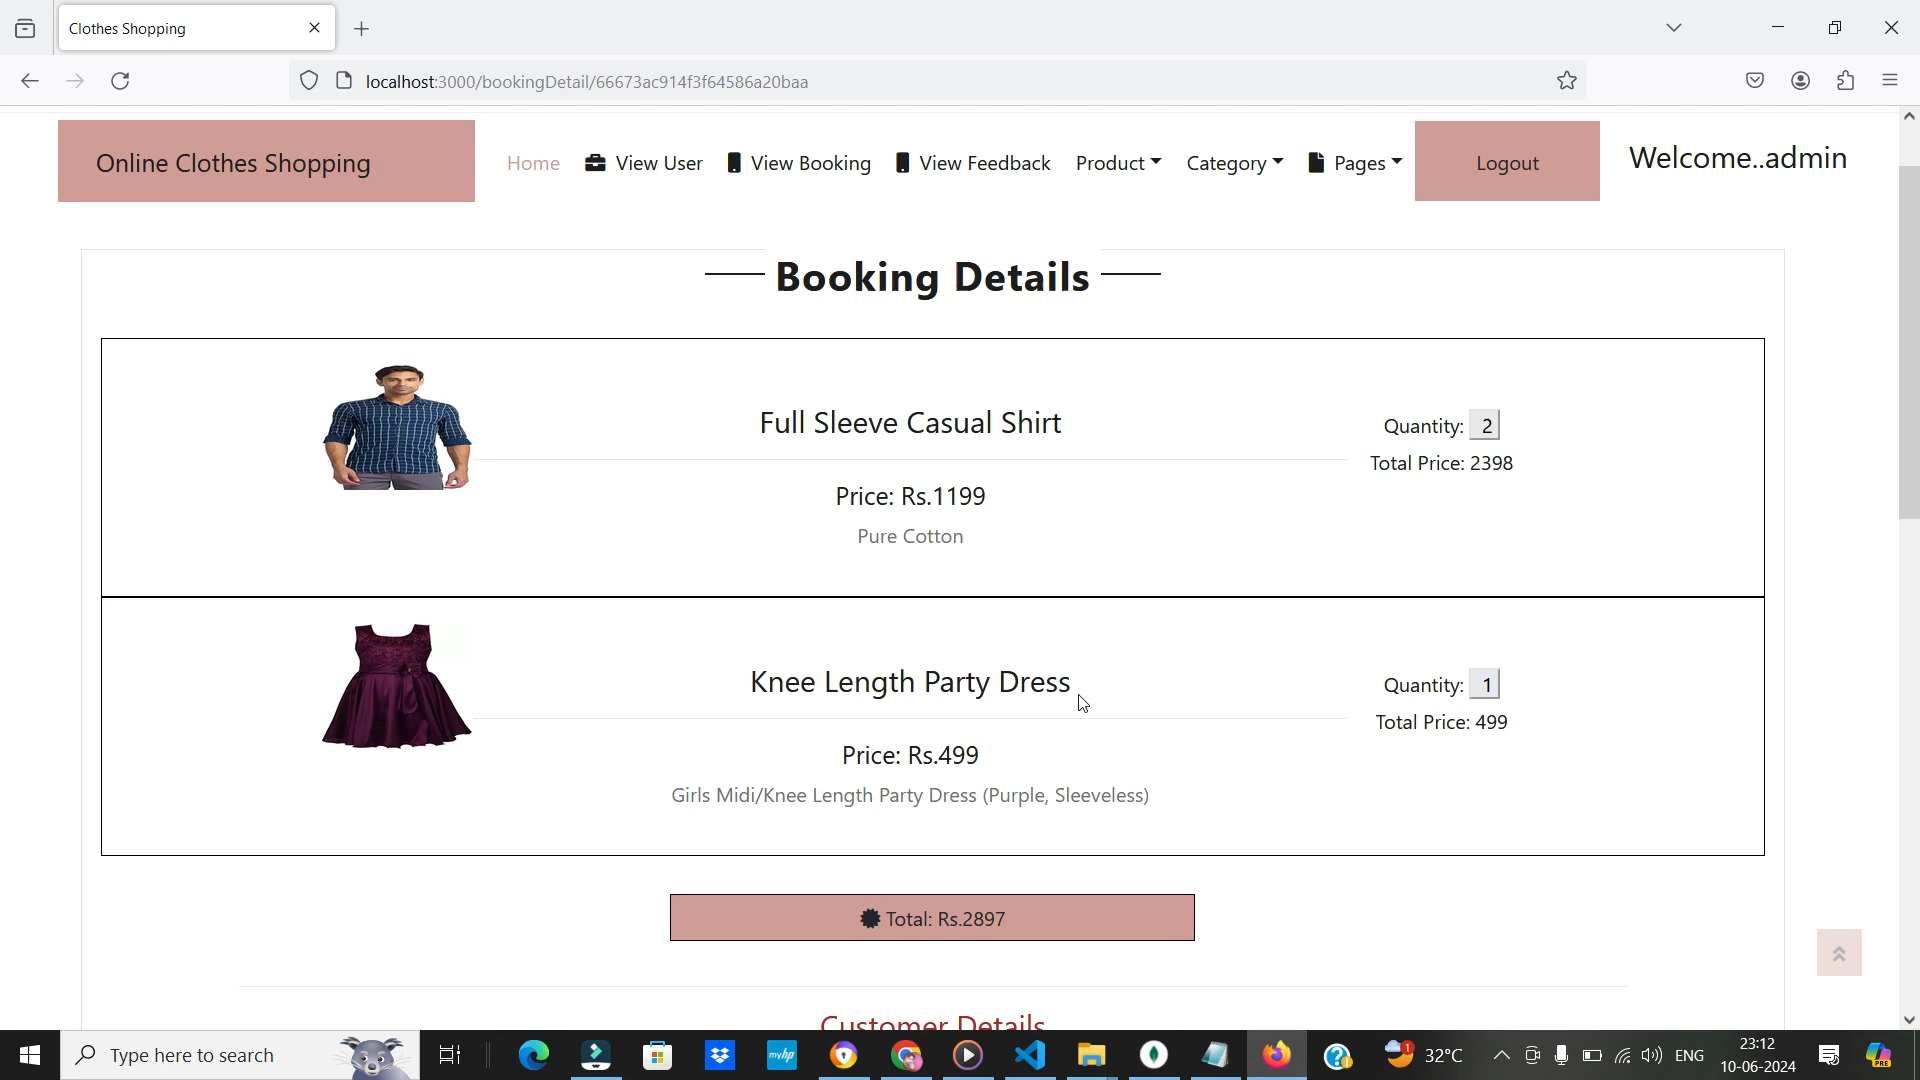 Clothes Shopping
localhost:3000/bookingDetail/66673ac914f3f64586a20baa
Online Clothes Shopping
Home
View User
View Booking
View Feedback
Product
Category
Pages
Logout
Welcome..admin
Booking Details
Full Sleeve Casual Shirt
Quantity: 2
Total Price: 2398
Price: Rs.1199
Pure Cotton
Knee Length Party Dress
Quantity: 1
Total Price: 499
Price: Rs.499
Girls Midi/Knee Length Party Dress (Purple, Sleeveless)
Total: Rs.2897
Customer Details
Type here to search
myhp
1
32°C
ENG
23:12
10-06-2024
PRE